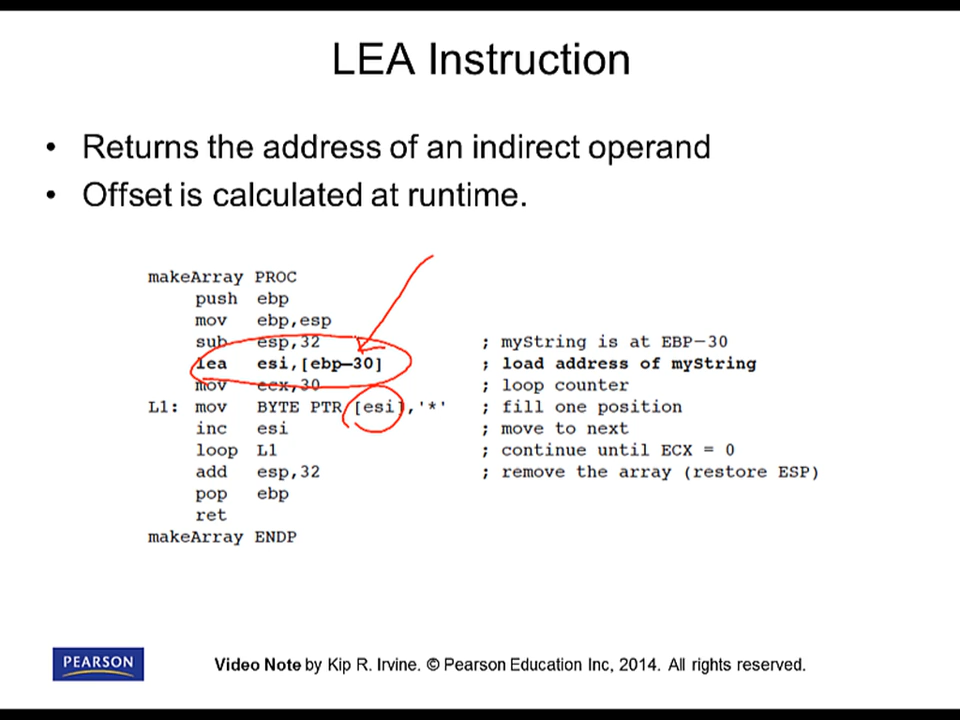 LEA Instruction
• Returns the address of an indirect operand
• Offset is calculated at runtime.
makeArray PROC
push ebp
mov ebp,esp
sub esp,32 ; myString is at EBP−30
lea esi,[ebp−30] ; load address of myString
mov ecx,30 ; loop counter
L1: mov BYTE PTR [esi],'*' ; fill one position
inc esi ; move to next
loop L1 ; continue until ECX = 0
add esp,32 ; remove the array (restore ESP)
pop ebp
ret
makeArray ENDP
PEARSON
Video Note by Kip R. Irvine. © Pearson Education Inc, 2014. All rights reserved.